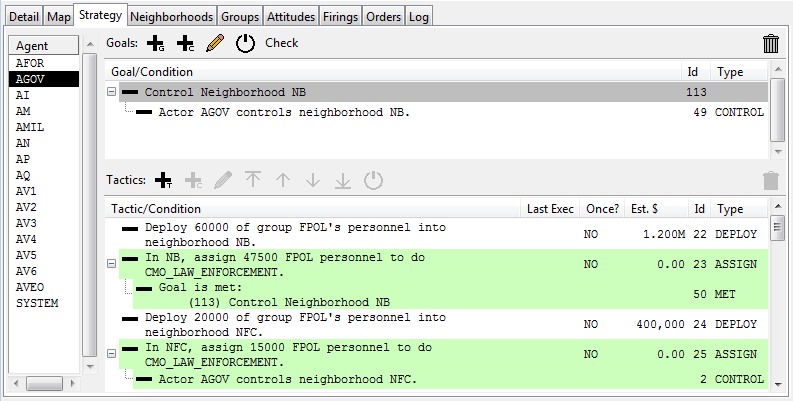 Detail Map Strategy Neighborhoods Groups Attitudes Firings Orders Log
Agent
AFOR
AGOV
AI
AM
AMIL
AN
AP
AQ
AV1
AV2
AV3
AV4
AV5
AV6
AVEO
SYSTEM
Goals: G C Check
Goal/Condition Id Type
Control Neighborhood NB 113
Actor AGOV controls neighborhood NB. 49 CONTROL
Tactics: T C
Tactic/Condition Last Exec Once? Est. $ Id Type
Deploy 60000 of group FPOL's personnel into
neighborhood NB. NO 1.200M 22 DEPLOY
In NB, assign 47500 FPOL personnel to do
CMO_LAW_ENFORCEMENT. NO 0.00 23 ASSIGN
Goal is met:
(113) Control Neighborhood NB 50 MET
Deploy 20000 of group FPOL's personnel into
neighborhood NFC. NO 400,000 24 DEPLOY
In NFC, assign 15000 FPOL personnel to do
CMO_LAW_ENFORCEMENT. NO 0.00 25 ASSIGN
Actor AGOV controls neighborhood NFC. 2 CONTROL